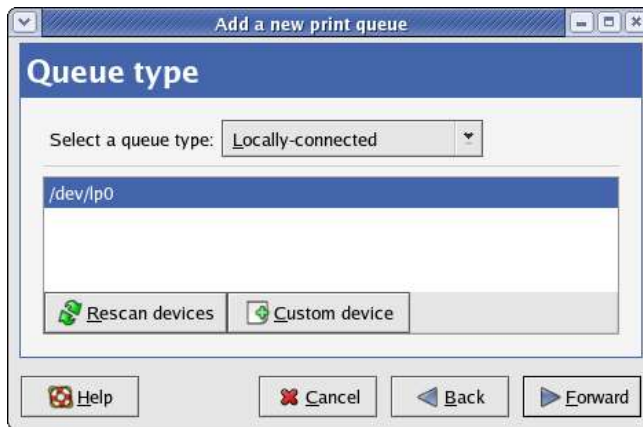 Add a new print queue
Queue type
Select a queue type: Locally-connected
/dev/lp0
Rescan devices Custom device
Help Cancel Back Forward